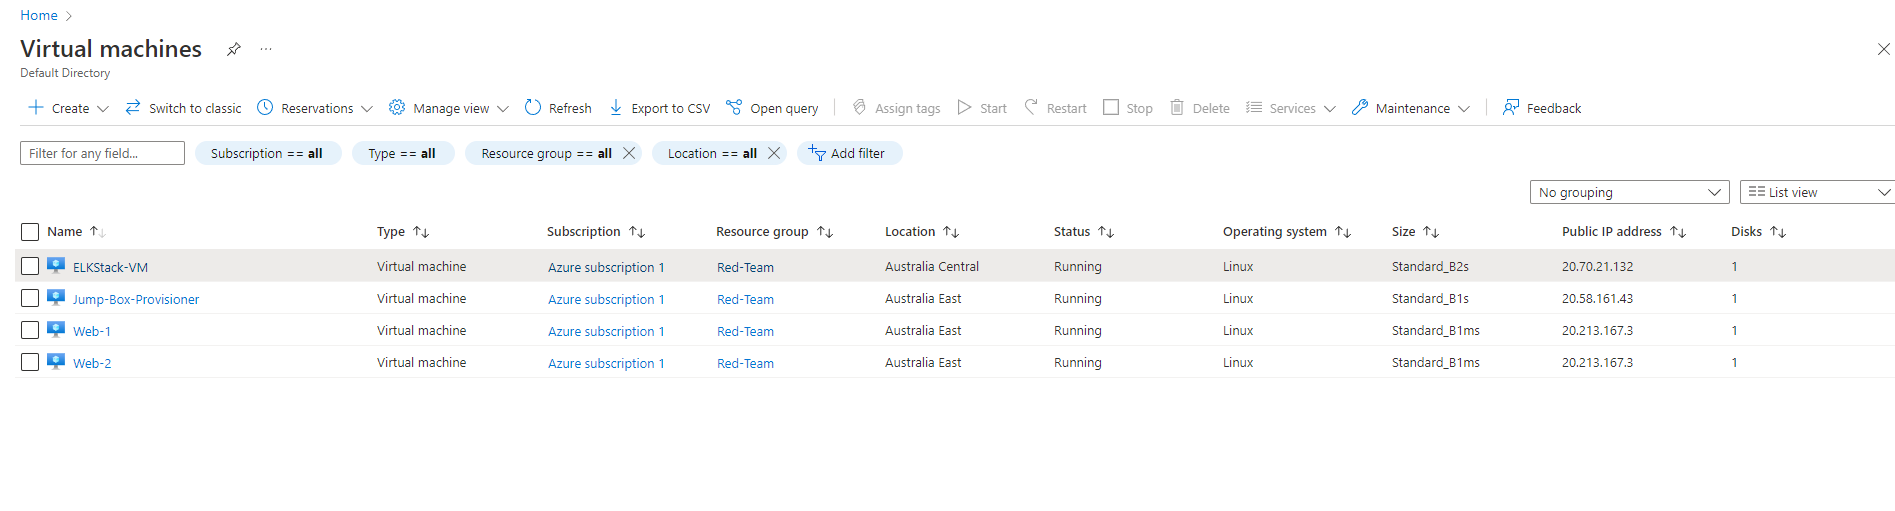 Home
Virtual machines
Default Directory
Create Switch to classic Reservations Manage view Refresh Export to CSV Open query Assign tags Start Restart Stop Delete Services Maintenance Feedback
Filter for any field... Subscription == all Type == all Resource group == all Location == all Add filter
No grouping List view
Name Type Subscription Resource group Location Status Operating system Size Public IP address Disks
ELKStack-VM Virtual machine Azure subscription 1 Red-Team Australia Central Running Linux Standard_B2s 20.70.21.132 1
Jump-Box-Provisioner Virtual machine Azure subscription 1 Red-Team Australia East Running Linux Standard_B1s 20.58.161.43 1
Web-1 Virtual machine Azure subscription 1 Red-Team Australia East Running Linux Standard_B1ms 20.213.167.3 1
Web-2 Virtual machine Azure subscription 1 Red-Team Australia East Running Linux Standard_B1ms 20.213.167.3 1